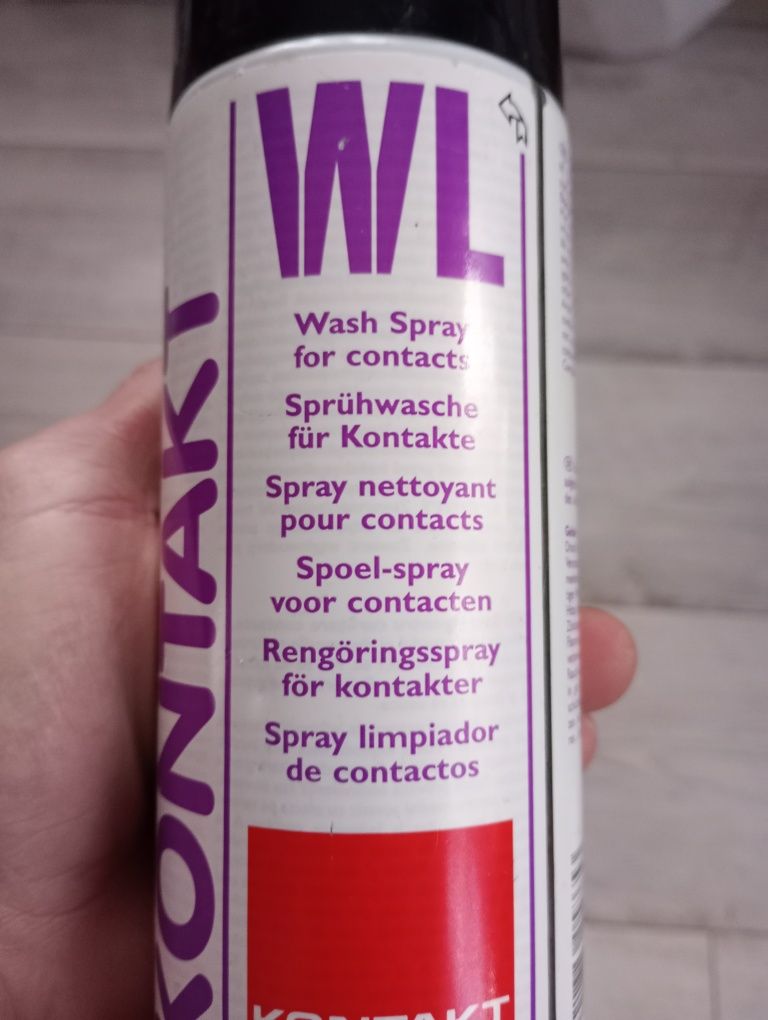 WL
Wash Spray
for contacts
Sprühwasche
für Kontakte
Spray nettoyant
pour contacts
Spoel-spray
voor contacten
Rengöringsspray
för kontakter
Spray limpiador
de contactos
KONTAKT
KONTAKT